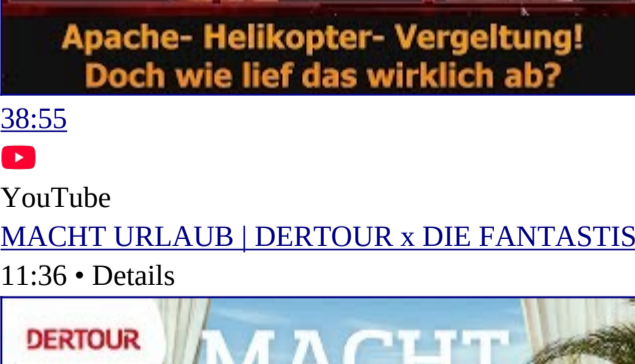 Apache- Helikopter- Vergeltung!
Doch wie lief das wirklich ab?
38:55
YouTube
MACHT URLAUB | DERTOUR x DIE FANTASTIS
11:36 • Details
DERTOUR
MACHT